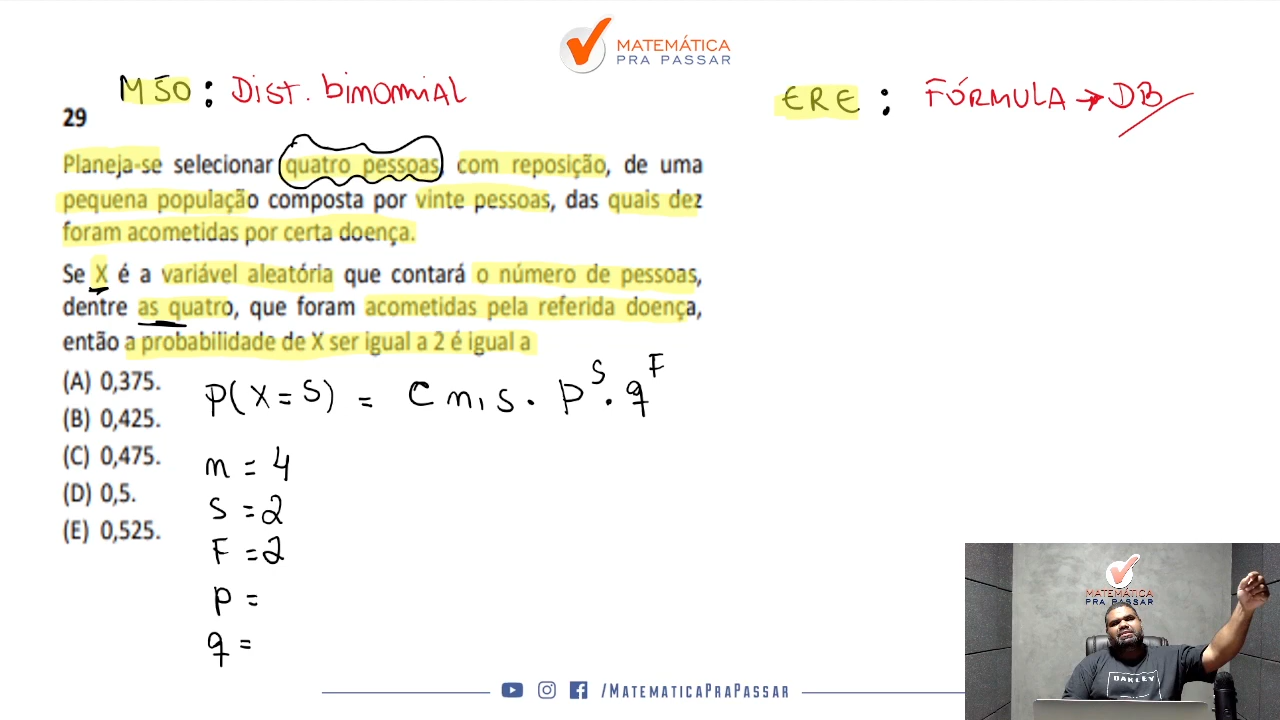 MATEMÁTICA
PRA PASSAR
MSO : DIST. binomial
ERE : FÓRMULA → DB
29
Planeja-se selecionar quatro pessoas, com reposição, de uma
pequena população composta por vinte pessoas, das quais dez
foram acometidas por certa doença.
Se X é a variável aleatória que contará o número de pessoas,
dentre as quatro, que foram acometidas pela referida doença,
então a probabilidade de X ser igual a 2 é igual a
(A) 0,375.
(B) 0,425.
(C) 0,475.
(D) 0,5.
(E) 0,525.
P(X=S) = C n,s . P^S . q^F
n = 4
S = 2
F = 2
P =
q =
MATEMÁTICA
PRA PASSAR
OAKLEY
/MATEMATICAPRAPASSAR